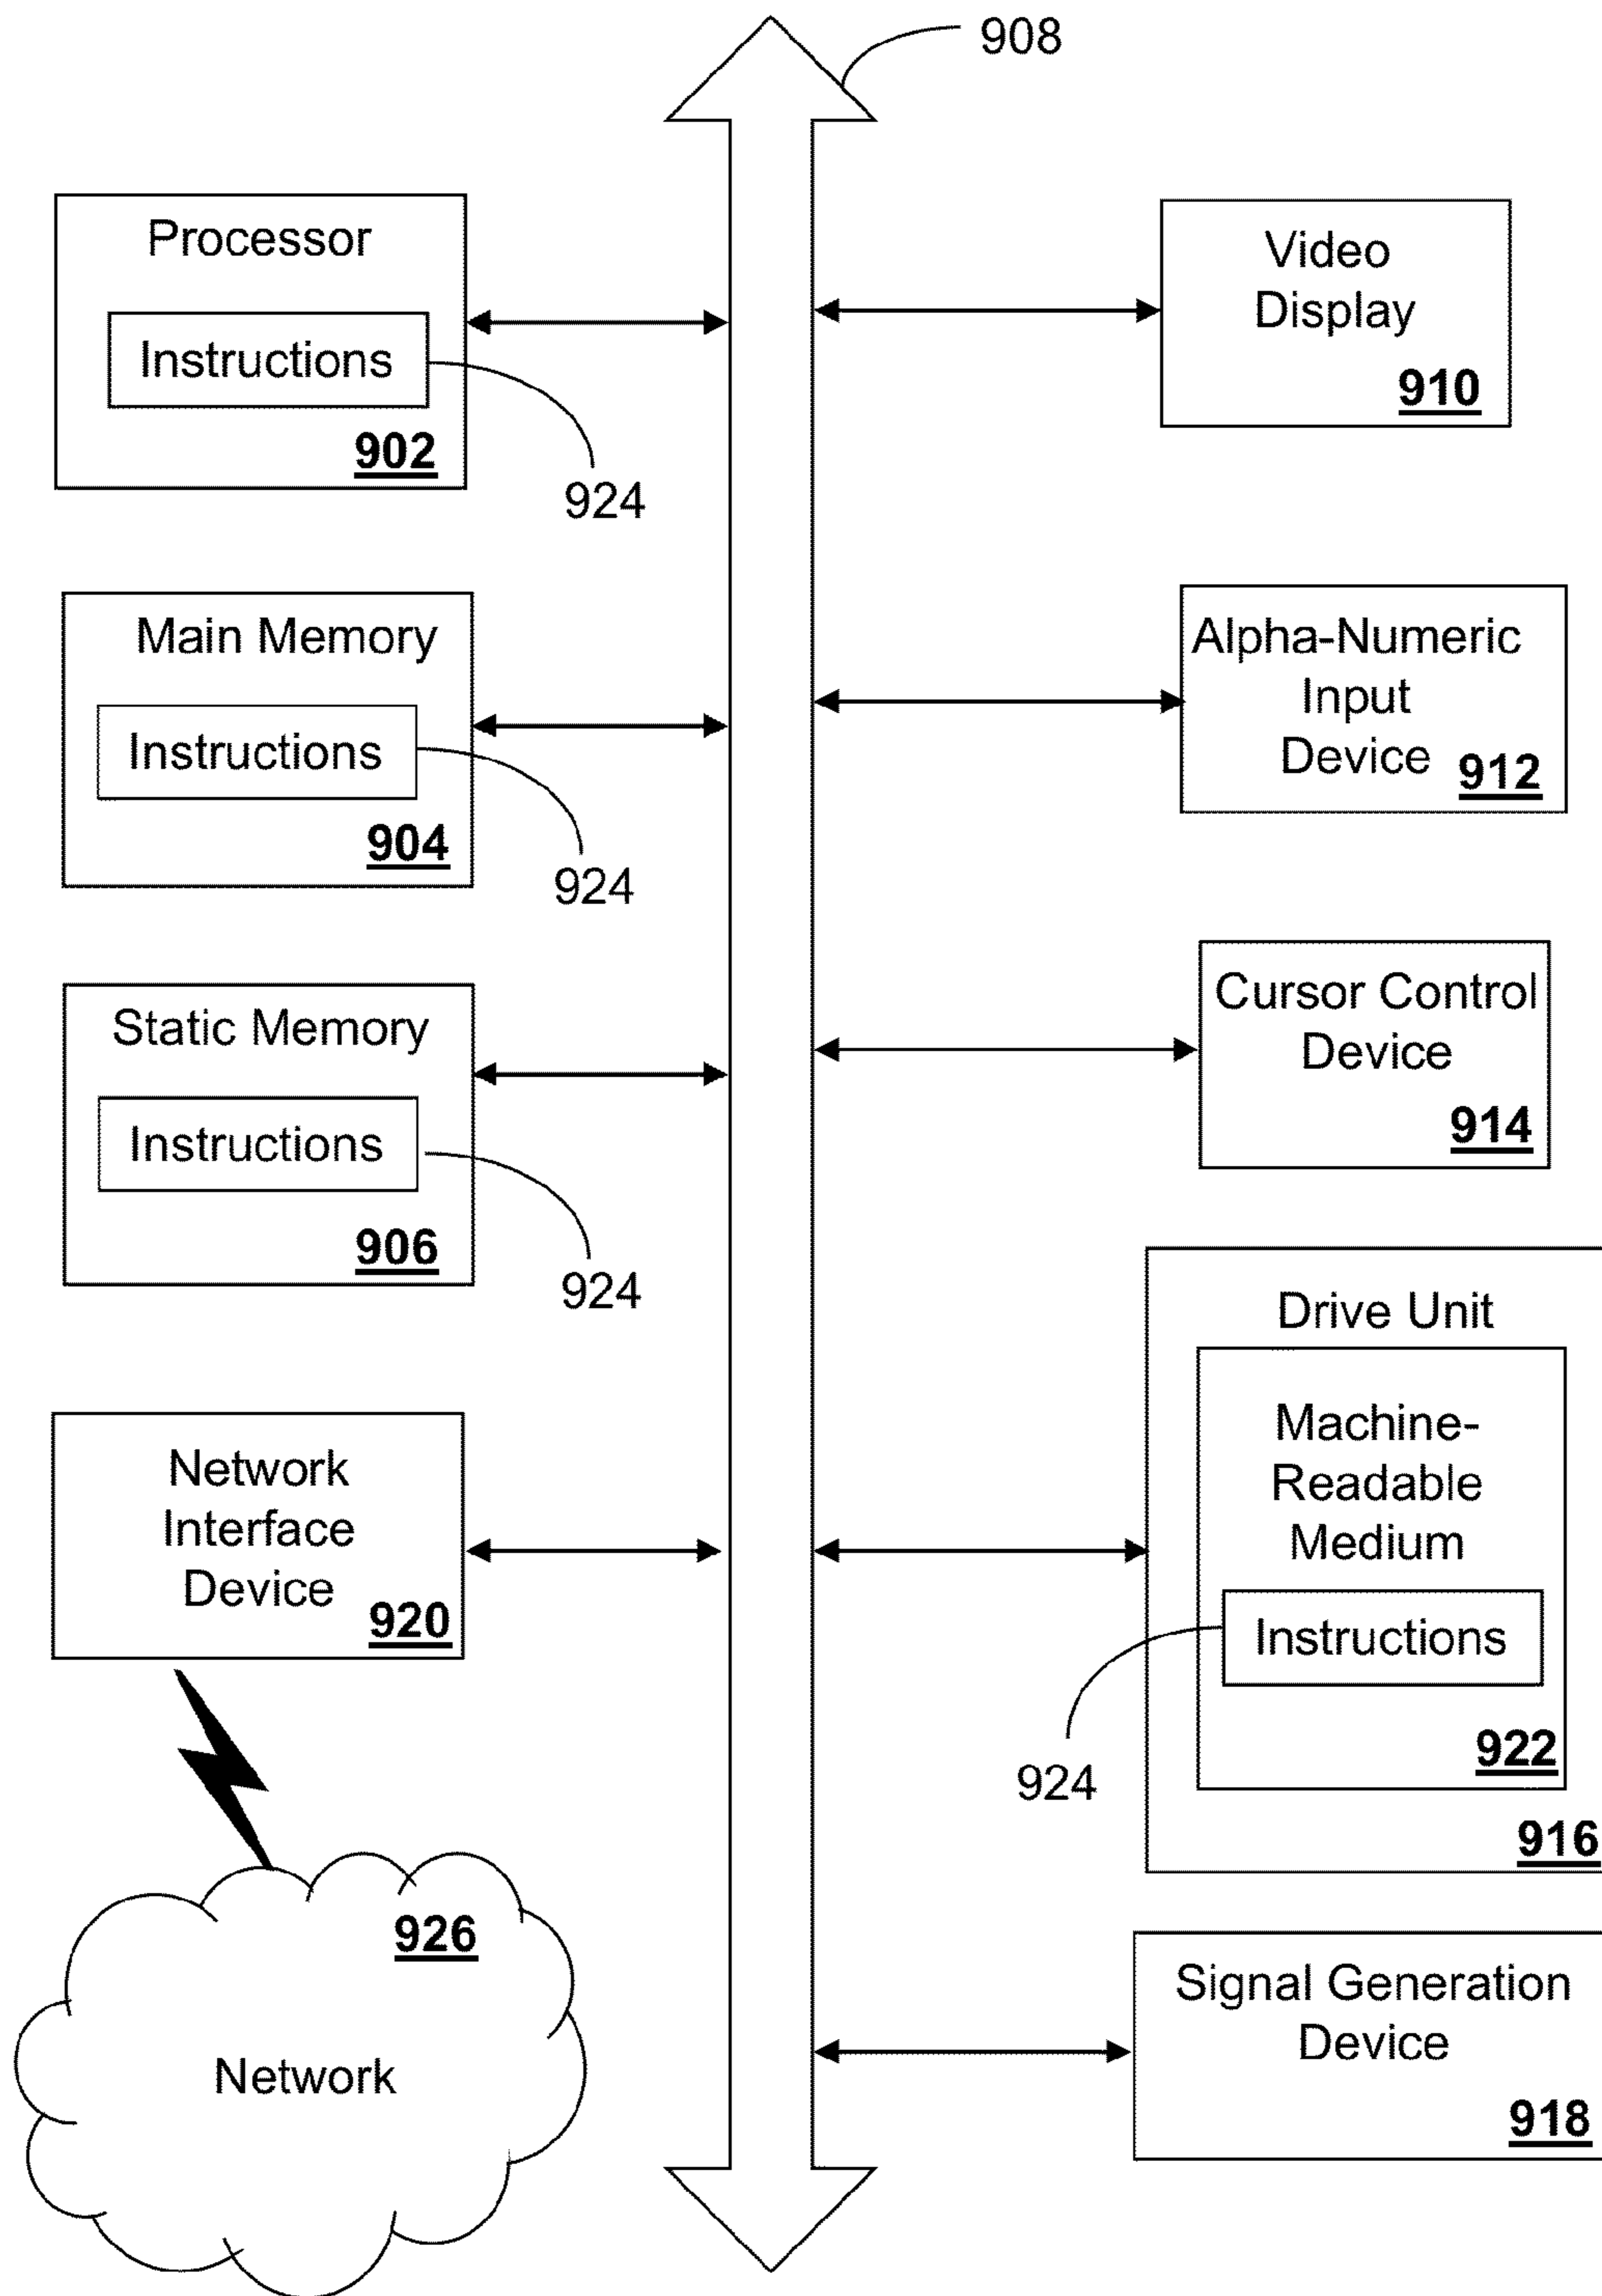 908
Processor
Instructions
902
924
Main Memory
Instructions
904
924
Static Memory
Instructions
906
924
Network
Interface
Device
920
926
Network
Video
Display
910
Alpha-Numeric
Input
Device 912
Cursor Control
Device
914
Drive Unit
Machine-
Readable
Medium
Instructions
922
924
916
Signal Generation
Device
918